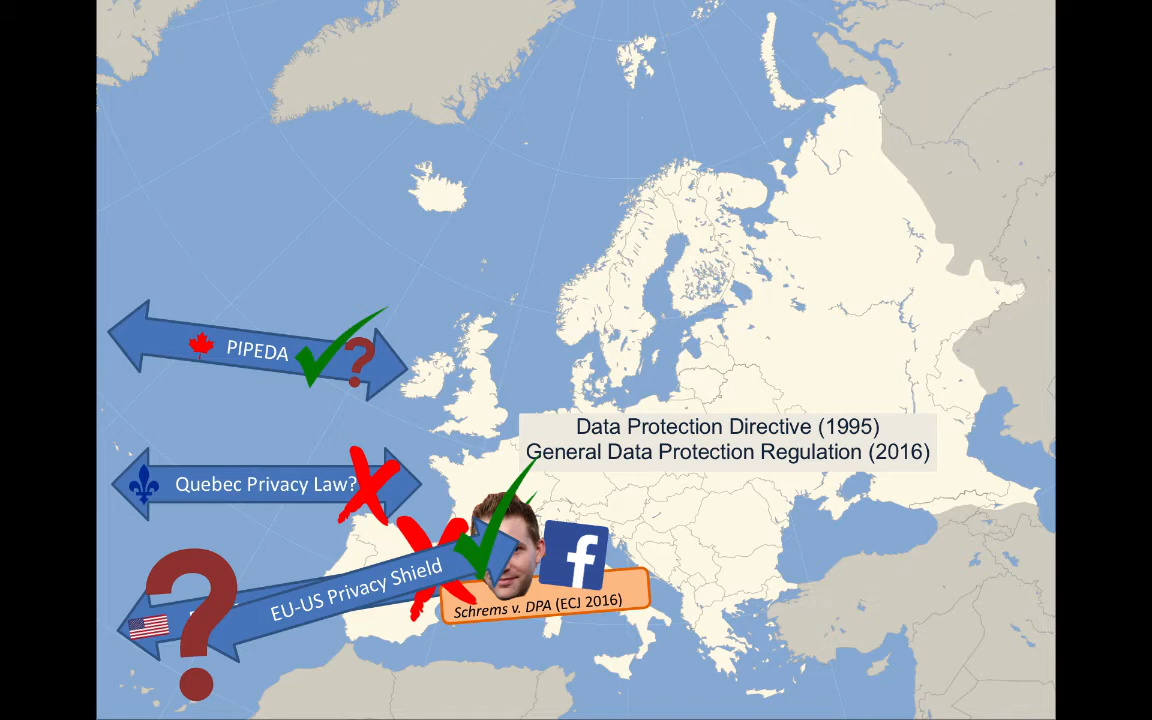 Data Protection Directive (1995)
General Data Protection Regulation (2016)
PIPEDA
?
Quebec Privacy Law?
EU-US Privacy Shield
?
f
Schrems v. DPA (ECJ 2016)